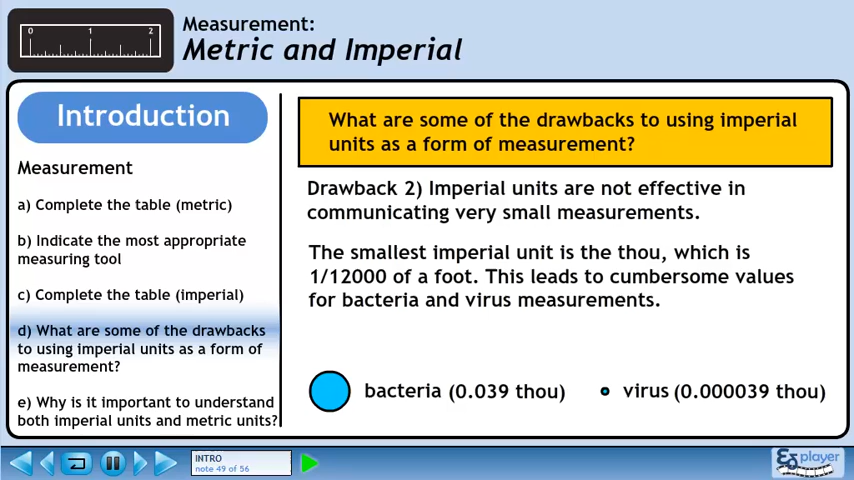 0 1 2
Measurement:
Metric and Imperial
Introduction
Measurement
a) Complete the table (metric)
b) Indicate the most appropriate
measuring tool
c) Complete the table (imperial)
d) What are some of the drawbacks
to using imperial units as a form of
measurement?
e) Why is it important to understand
both imperial units and metric units?
What are some of the drawbacks to using imperial
units as a form of measurement?
Drawback 2) Imperial units are not effective in
communicating very small measurements.
The smallest imperial unit is the thou, which is
1/12000 of a foot. This leads to cumbersome values
for bacteria and virus measurements.
bacteria (0.039 thou)
virus (0.000039 thou)
INTRO
note 49 of 56
player